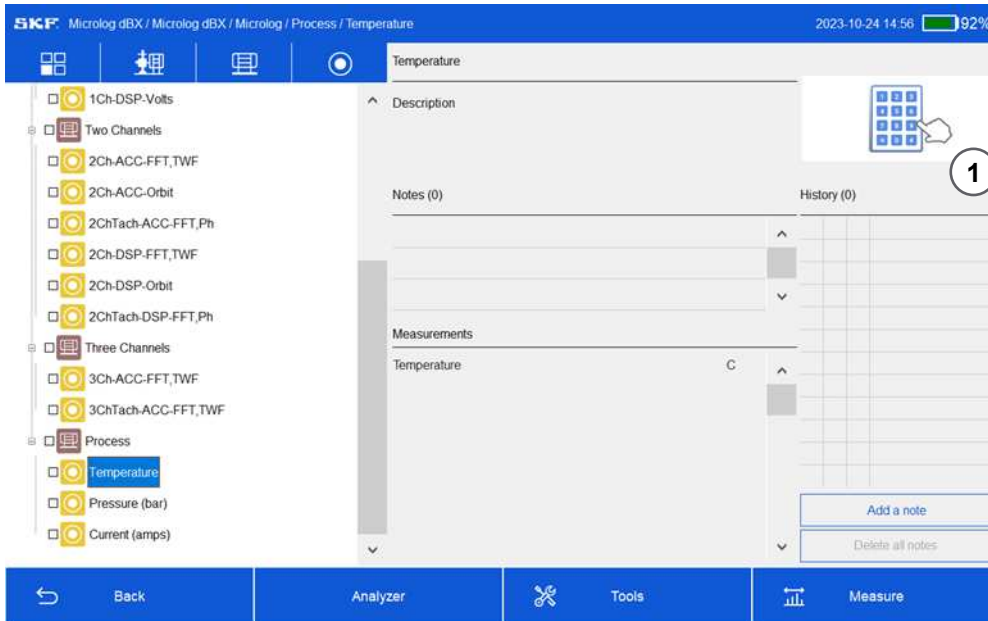 SKF. Microlog dBX / Microlog dBX / Microlog / Process / Temperature
2023-10-24 14:56 92%
1Ch-DSP-Volts
Two Channels
2Ch-ACC-FFT,TWF
2Ch-ACC-Orbit
2ChTach-ACC-FFT,Ph
2Ch-DSP-FFT,TWF
2Ch-DSP-Orbit
2ChTach-DSP-FFT,Ph
Three Channels
3Ch-ACC-FFT,TWF
3ChTach-ACC-FFT,TWF
Process
Temperature
Pressure (bar)
Current (amps)
Temperature
Description
Notes (0)
Measurements
Temperature C
1
History (0)
Add a note
Delete all notes
Back Analyzer Tools Measure